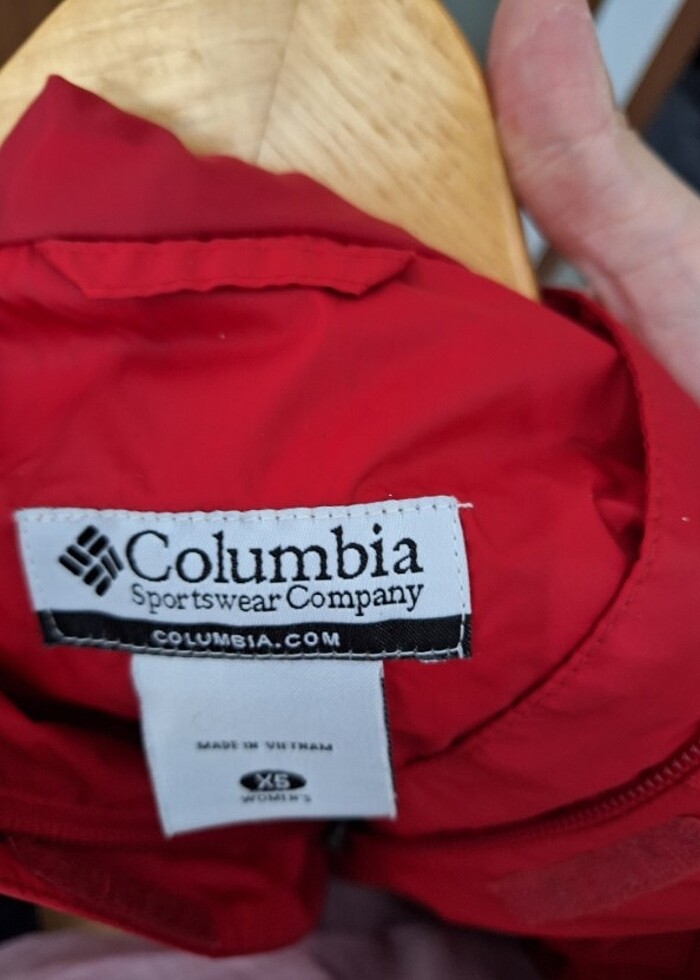 Columbia
Sportswear Company
COLUMBIA.COM
MADE IN VIETNAM
XS
WOMEN'S